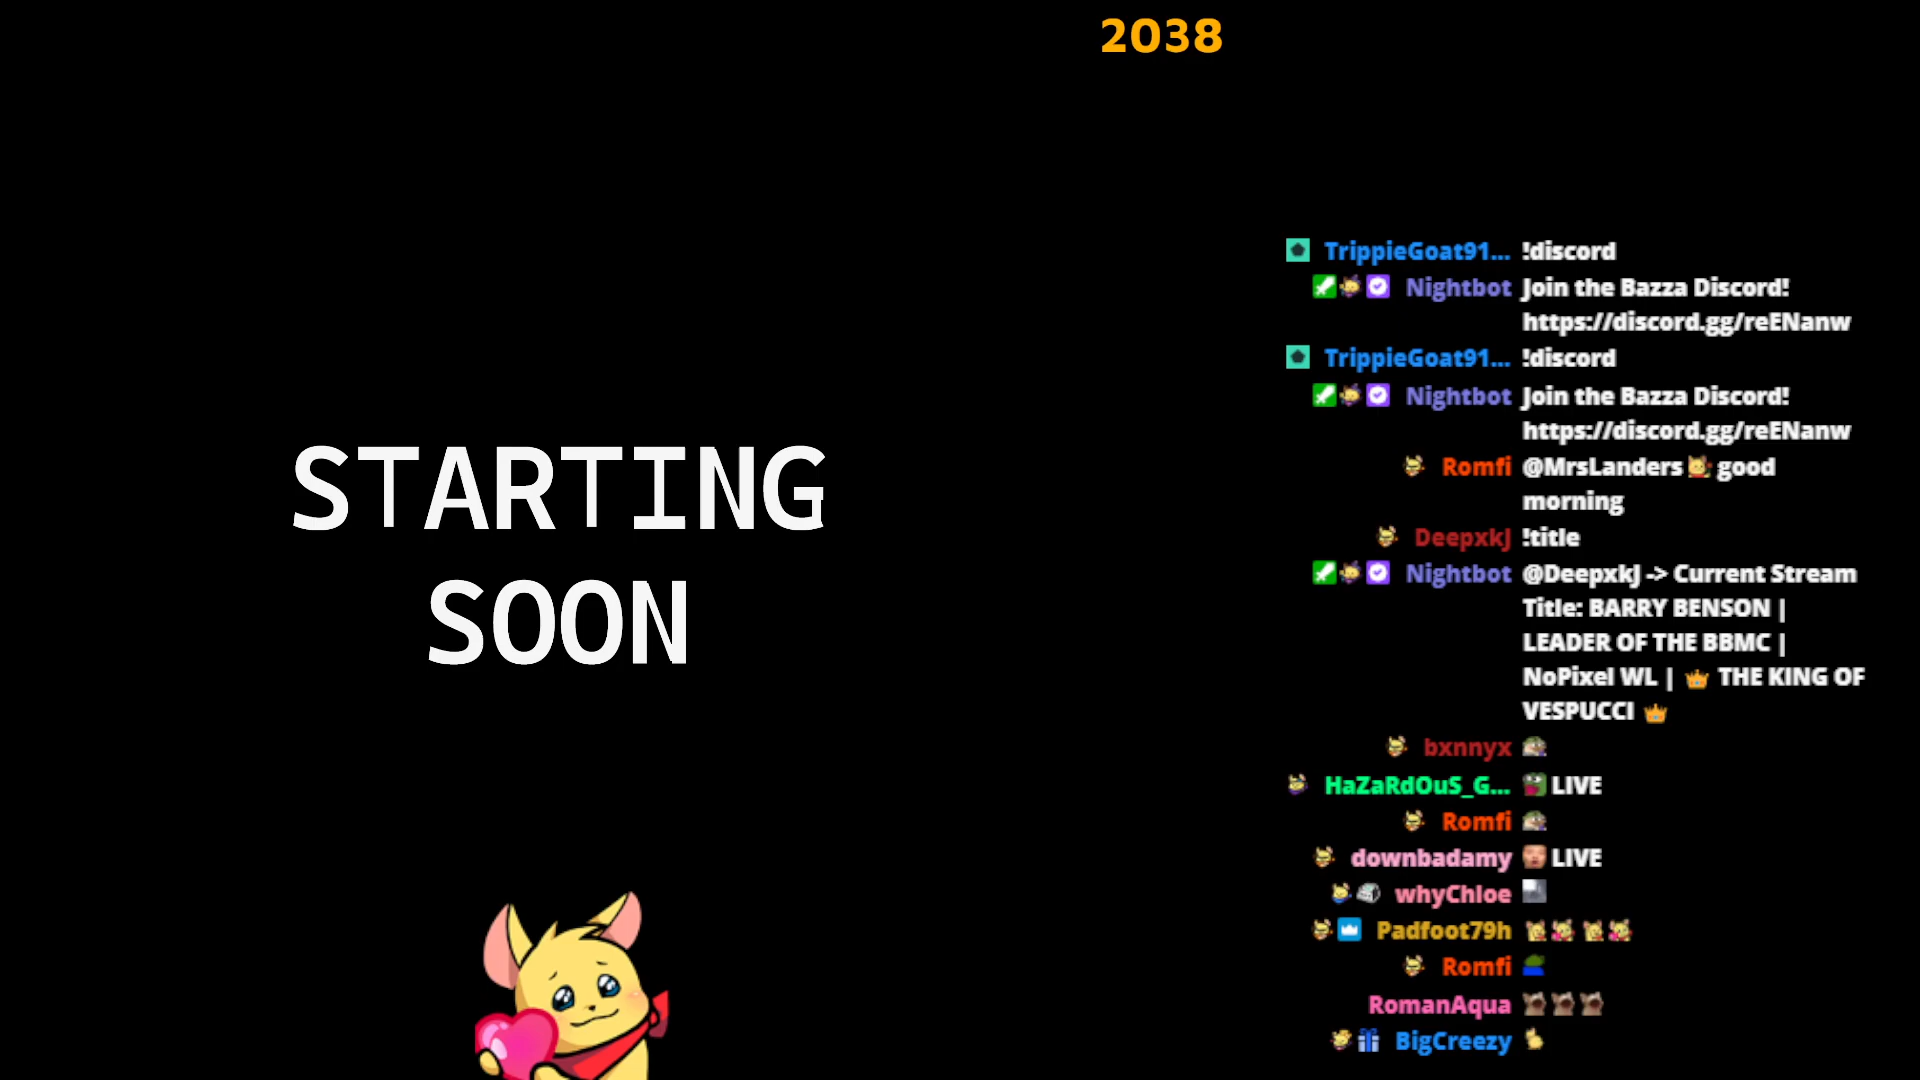 2038
STARTING
SOON
TrippieGoat91... !discord
Nightbot Join the Bazza Discord!
https://discord.gg/reENanw
TrippieGoat91... !discord
Nightbot Join the Bazza Discord!
https://discord.gg/reENanw
Romfi @MrsLanders good
morning
DeepxkJ !title
Nightbot @DeepxkJ -> Current Stream
Title: BARRY BENSON |
LEADER OF THE BBMC |
NoPixel WL | 👑 THE KING OF
VESPUCCI 👑
bxnnyx
HaZaRdOuS_G... LIVE
Romfi
downbadamy LIVE
whyChloe
Padfoot79h
Romfi
RomanAqua
BigCreezy